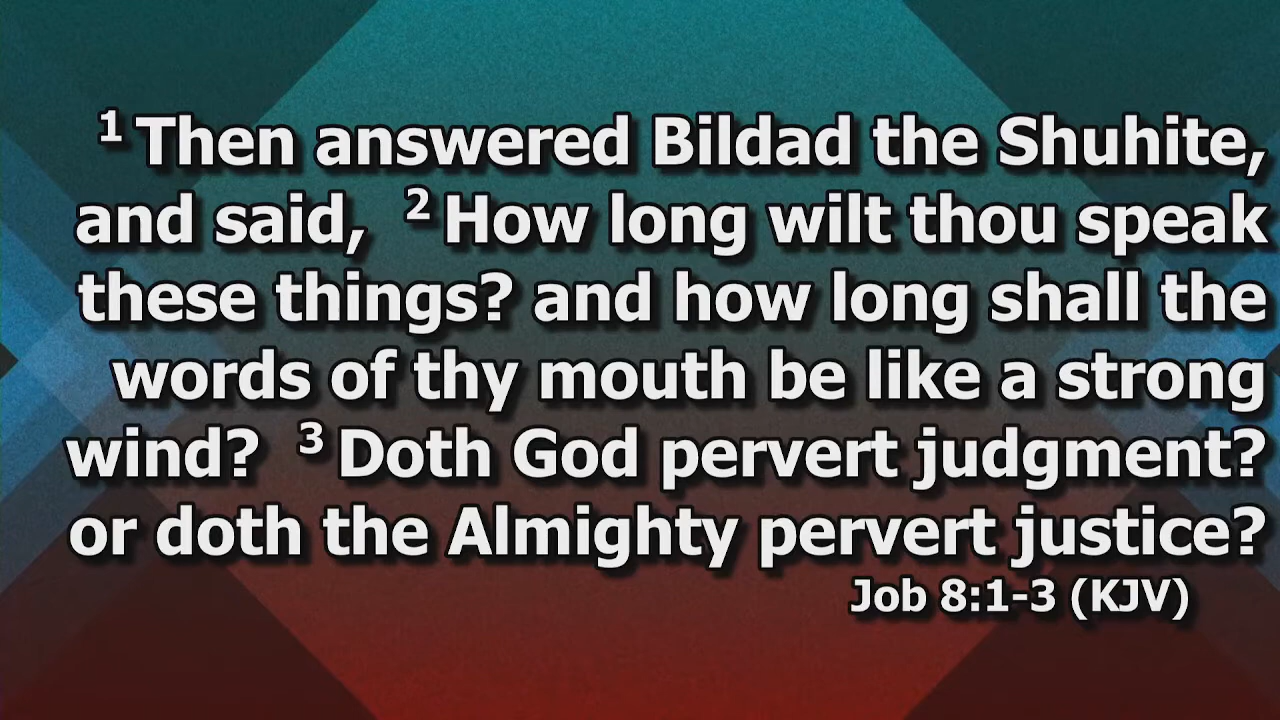 1 Then answered Bildad the Shuhite,
and said, 2 How long wilt thou speak
these things? and how long shall the
words of thy mouth be like a strong
wind? 3 Doth God pervert judgment?
or doth the Almighty pervert justice?
Job 8:1-3 (KJV)